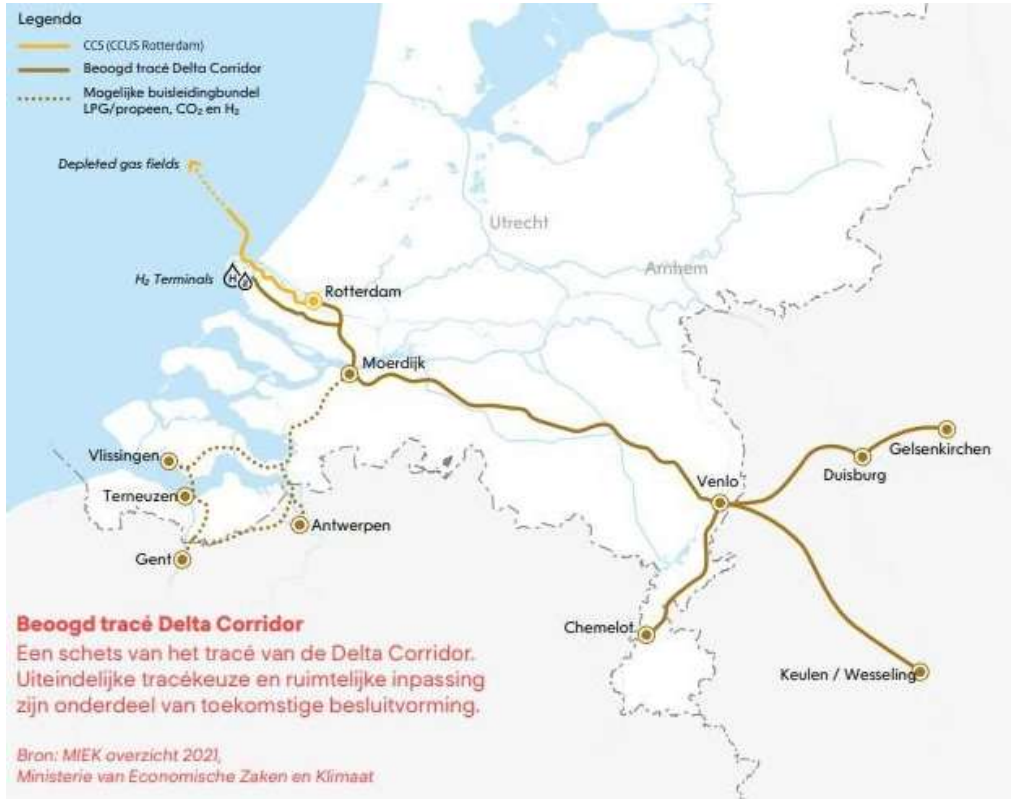 Legenda
CCS (CCUS Rotterdam)
Beoogd tracé Delta Corridor
Mogelijke buisleidingbundel
LPG/propeen, CO₂ en H₂
Depleted gas fields
Utrecht
Arnhem
H₂ Terminals
H
Rotterdam
Moerdijk
Vlissingen
Terneuzen
Gent
Antwerpen
Venlo
Duisburg
Gelsenkirchen
Chemelot
Keulen / Wesseling
Beoogd tracé Delta Corridor
Een schets van het tracé van de Delta Corridor.
Uiteindelijke tracékeuze en ruimtelijke inpassing
zijn onderdeel van toekomstige besluitvorming.
Bron: MIEK overzicht 2021,
Ministerie van Economische Zaken en Klimaat